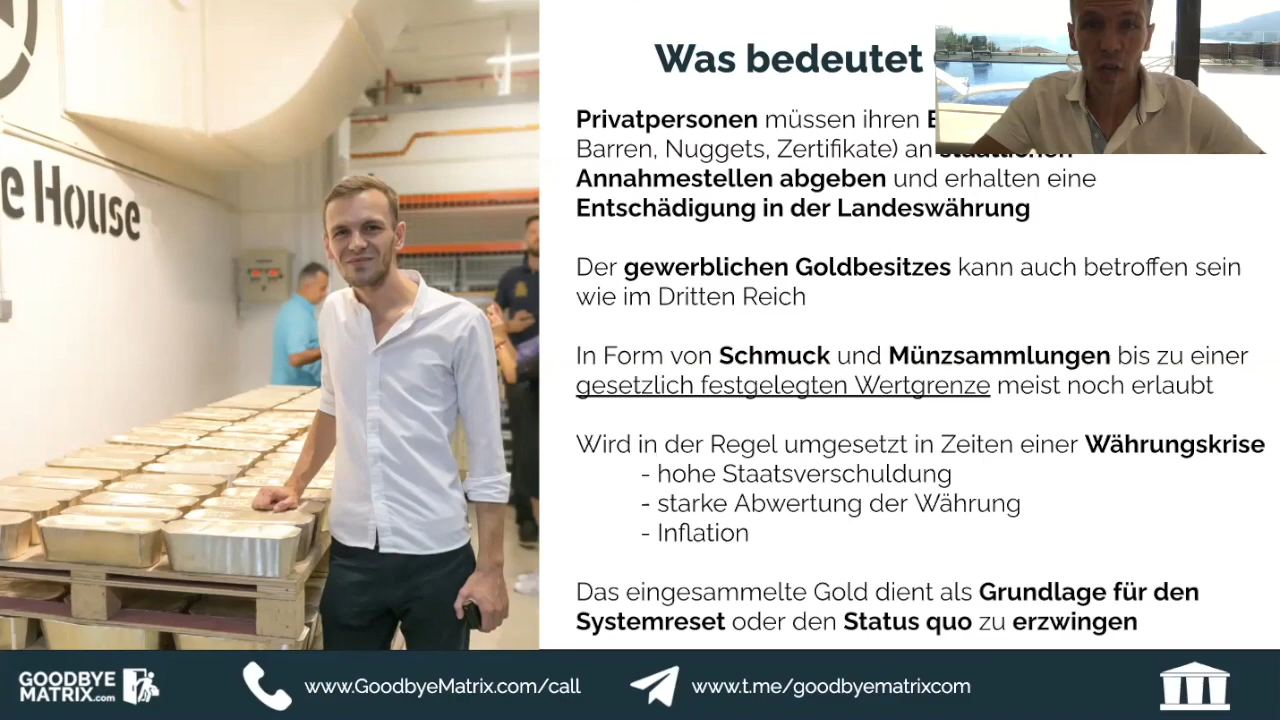 e House
Was bedeutet
Privatpersonen müssen ihren
Barren, Nuggets, Zertifikate) an staatlichen
Annahmestellen abgeben und erhalten eine
Entschädigung in der Landeswährung
Der gewerblichen Goldbesitzes kann auch betroffen sein
wie im Dritten Reich
In Form von Schmuck und Münzsammlungen bis zu einer
gesetzlich festgelegten Wertgrenze meist noch erlaubt
Wird in der Regel umgesetzt in Zeiten einer Währungskrise
- hohe Staatsverschuldung
- starke Abwertung der Währung
- Inflation
Das eingesammelte Gold dient als Grundlage für den
Systemreset oder den Status quo zu erzwingen
GOODBYE
MATRIX.com
www.GoodbyeMatrix.com/call
www.t.me/goodbyematrixcom